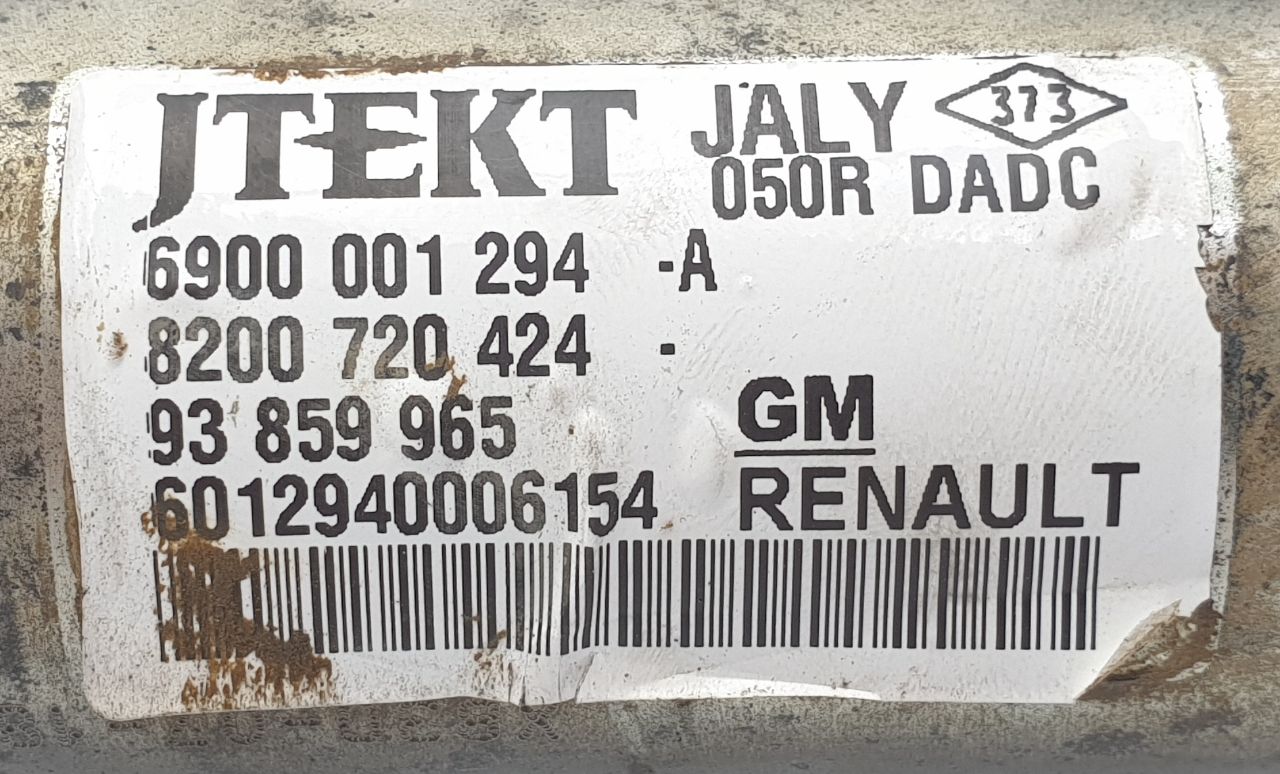 JTEKT JALY 373
050R DADC
6900 001 294 -A
8200 720 424 -
93 859 965 GM
6012940006154 RENAULT